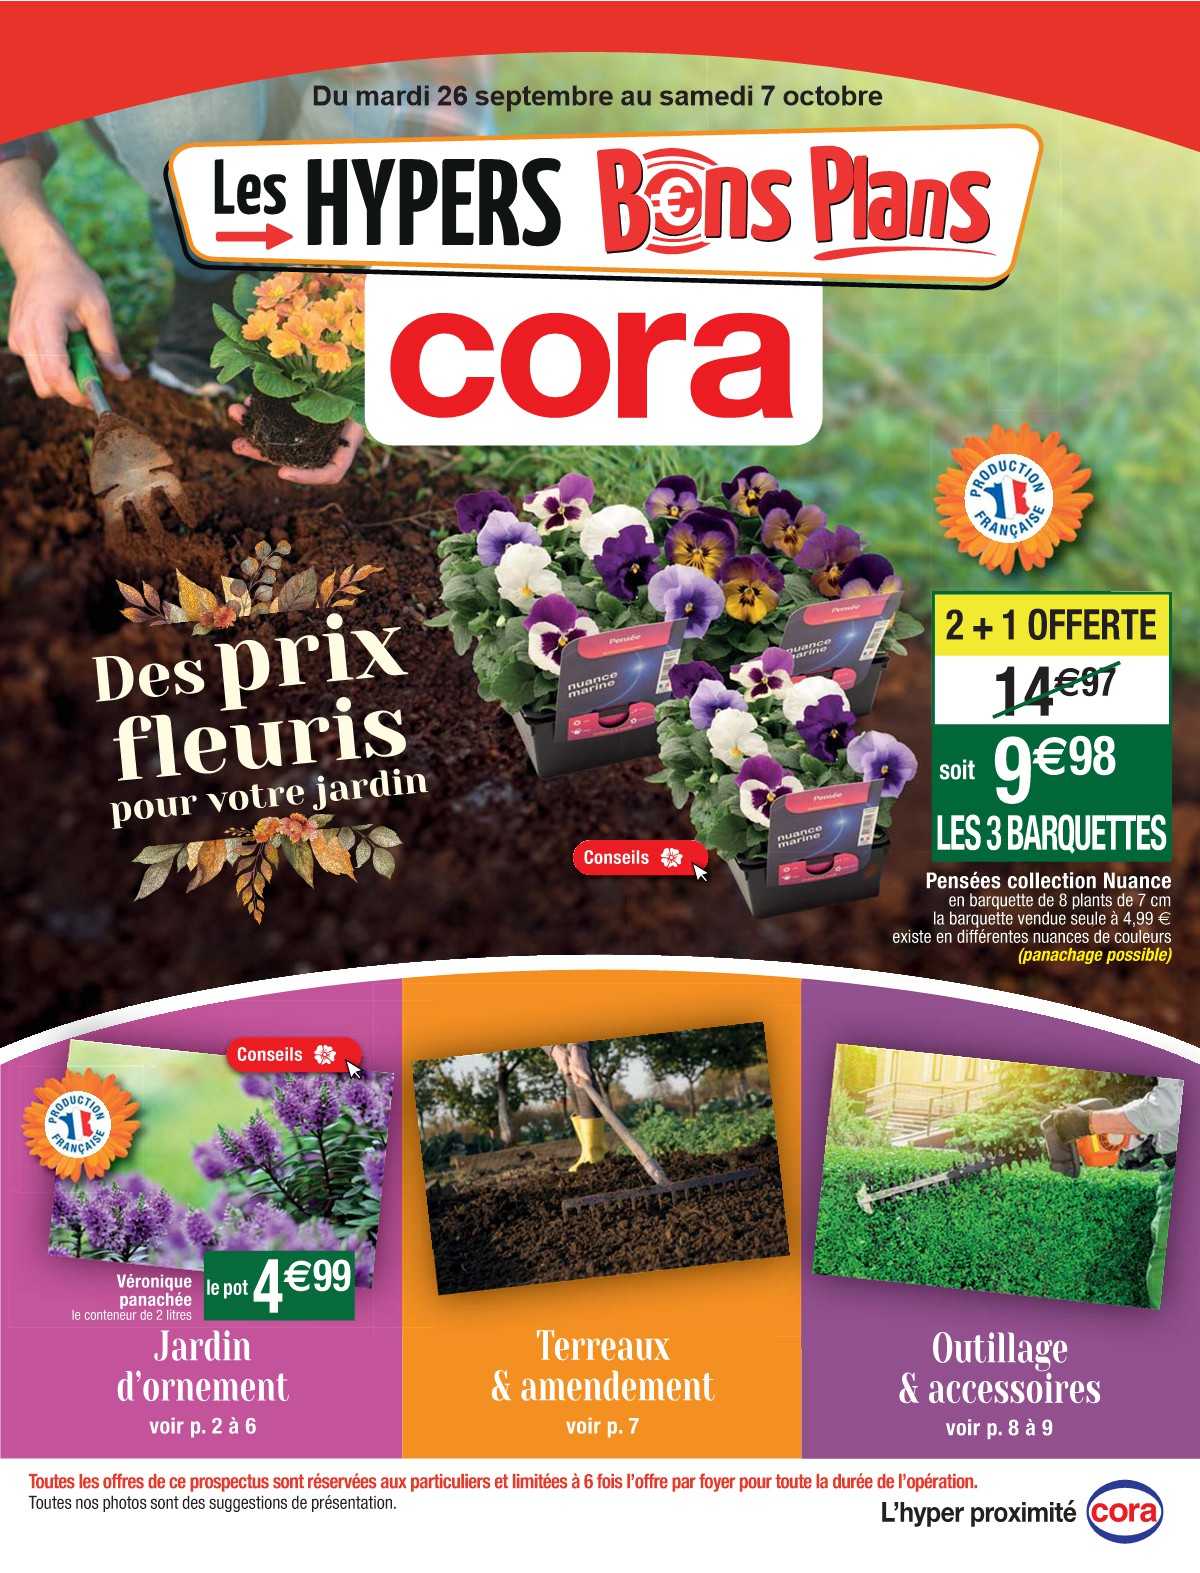 Du mardi 26 septembre au samedi 7 octobre
Les HYPERS Bons Plans
cora
PRODUCTION FRANÇAISE
2 + 1 OFFERTE
14€97
soit 9€98
LES 3 BARQUETTES
Des prix
fleuris
pour votre jardin
Pensée
nuance
marine
Pensée
nuance
marine
Pensée
nuance
marine
Conseils
Pensées collection Nuance
en barquette de 8 plants de 7 cm
la barquette vendue seule à 4,99 €
existe en différentes nuances de couleurs
(panachage possible)
Conseils
PRODUCTION FRANÇAISE
Véronique
panachée
le conteneur de 2 litres
le pot 4€99
Jardin
d'ornement
voir p. 2 à 6
Terreaux
& amendement
voir p. 7
Outillage
& accessoires
voir p. 8 à 9
Toutes les offres de ce prospectus sont réservées aux particuliers et limitées à 6 fois l'offre par foyer pour toute la durée de l'opération.
Toutes nos photos sont des suggestions de présentation.
L'hyper proximité cora